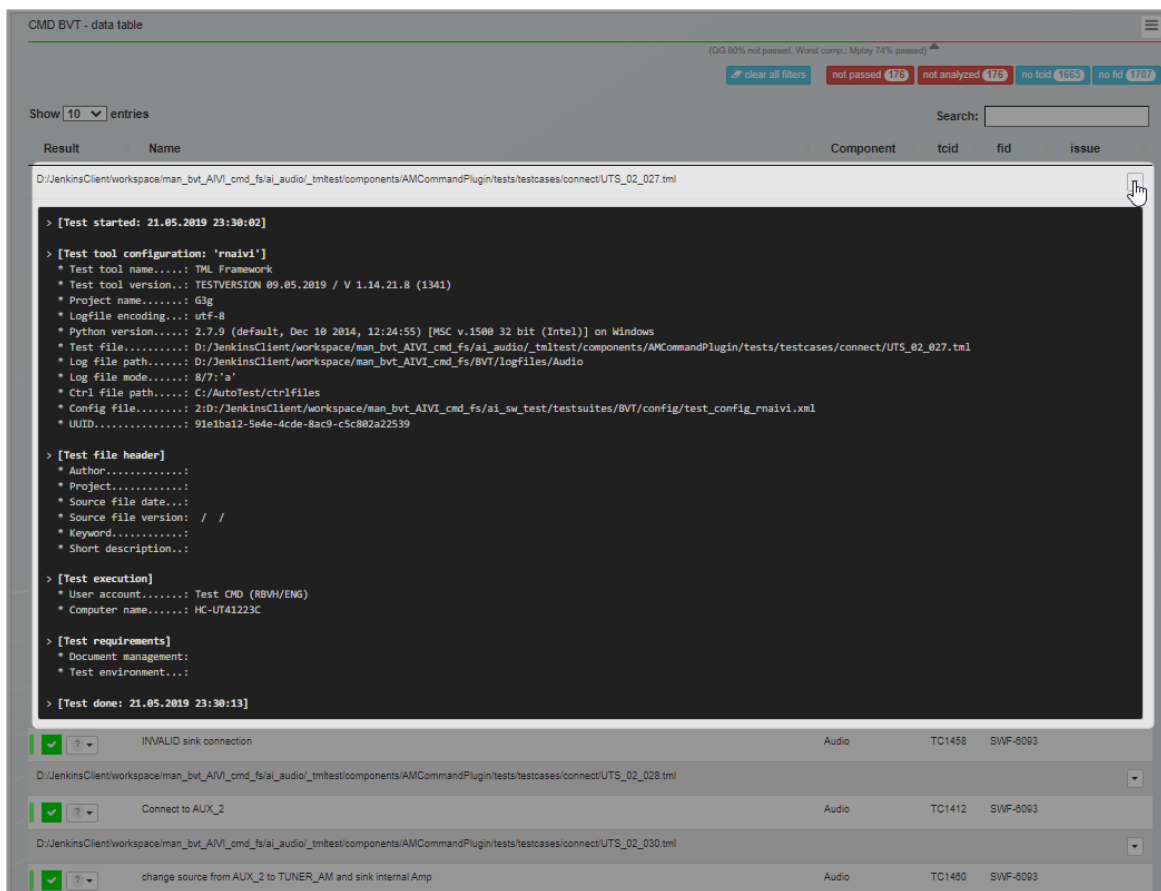 CMD BVT - data table
(QG 80% not passed. Worst comp.: Mplay 74% passed)
clear all filters not passed 176 not analyzed 176 no tcid 1663 no fid 1707
Show 10 entries Search:
Result Name Component tcid fid issue
D:/JenkinsClient/workspace/man_bvt_AIVI_cmd_fs/ai_audio/_tmltest/components/AMCommandPlugin/tests/testcases/connect/UTS_02_027.tml
> [Test started: 21.05.2019 23:30:02]
> [Test tool configuration: 'rnaivi']
* Test tool name.....: TML Framework
* Test tool version..: TESTVERSION 09.05.2019 / V 1.14.21.8 (1341)
* Project name.......: G3g
* Logfile encoding...: utf-8
* Python version.....: 2.7.9 (default, Dec 10 2014, 12:24:55) [MSC v.1500 32 bit (Intel)] on Windows
* Test file..........: D:/JenkinsClient/workspace/man_bvt_AIVI_cmd_fs/ai_audio/_tmltest/components/AMCommandPlugin/tests/testcases/connect/UTS_02_027.tml
* Log file path......: D:/JenkinsClient/workspace/man_bvt_AIVI_cmd_fs/BVT/logfiles/Audio
* Log file mode......: 8/7:'a'
* Ctrl file path.....: C:/AutoTest/ctrlfiles
* Config file........: 2:D:/JenkinsClient/workspace/man_bvt_AIVI_cmd_fs/ai_sw_test/testsuites/BVT/config/test_config_rnaivi.xml
* UUID...............: 91e1ba12-5e4e-4cde-8ac9-c5c802a22539
> [Test file header]
* Author.............:
* Project............:
* Source file date...:
* Source file version: / /
* Keyword............:
* Short description..:
> [Test execution]
* User account.......: Test CMD (RBVH/ENG)
* Computer name......: HC-UT41223C
> [Test requirements]
* Document management:
* Test environment...:
> [Test done: 21.05.2019 23:30:13]
? INVALID sink connection Audio TC1458 SWF-6093
D:/JenkinsClient/workspace/man_bvt_AIVI_cmd_fs/ai_audio/_tmltest/components/AMCommandPlugin/tests/testcases/connect/UTS_02_028.tml
? Connect to AUX_2 Audio TC1412 SWF-6093
D:/JenkinsClient/workspace/man_bvt_AIVI_cmd_fs/ai_audio/_tmltest/components/AMCommandPlugin/tests/testcases/connect/UTS_02_030.tml
? change source from AUX_2 to TUNER_AM and sink internal Amp Audio TC1460 SWF-6093